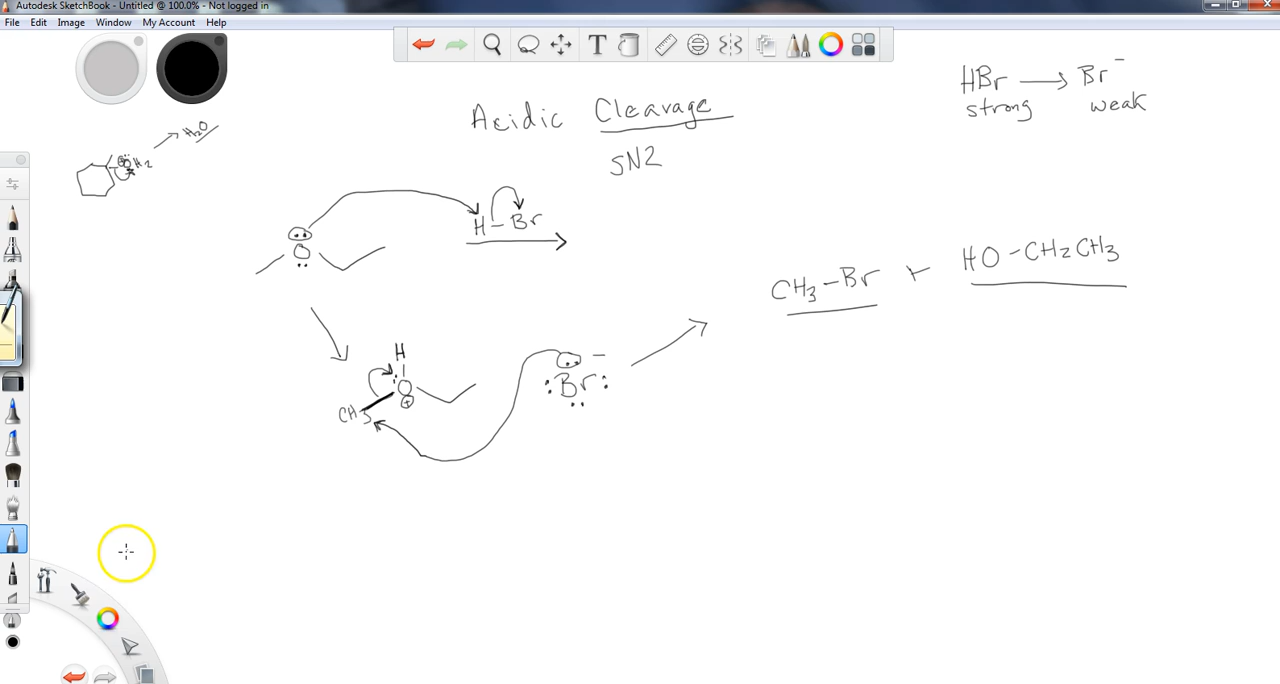 Autodesk SketchBook - Untitled @ 100.0% - Not logged in
File Edit Image Window My Account Help
T
HBr → Br⁻
strong weak
Acidic Cleavage
SN2
H₂O
OH2
H-Br
O
CH3-Br + HO-CH2CH3
H
O
⊕
CH3
Br⁻